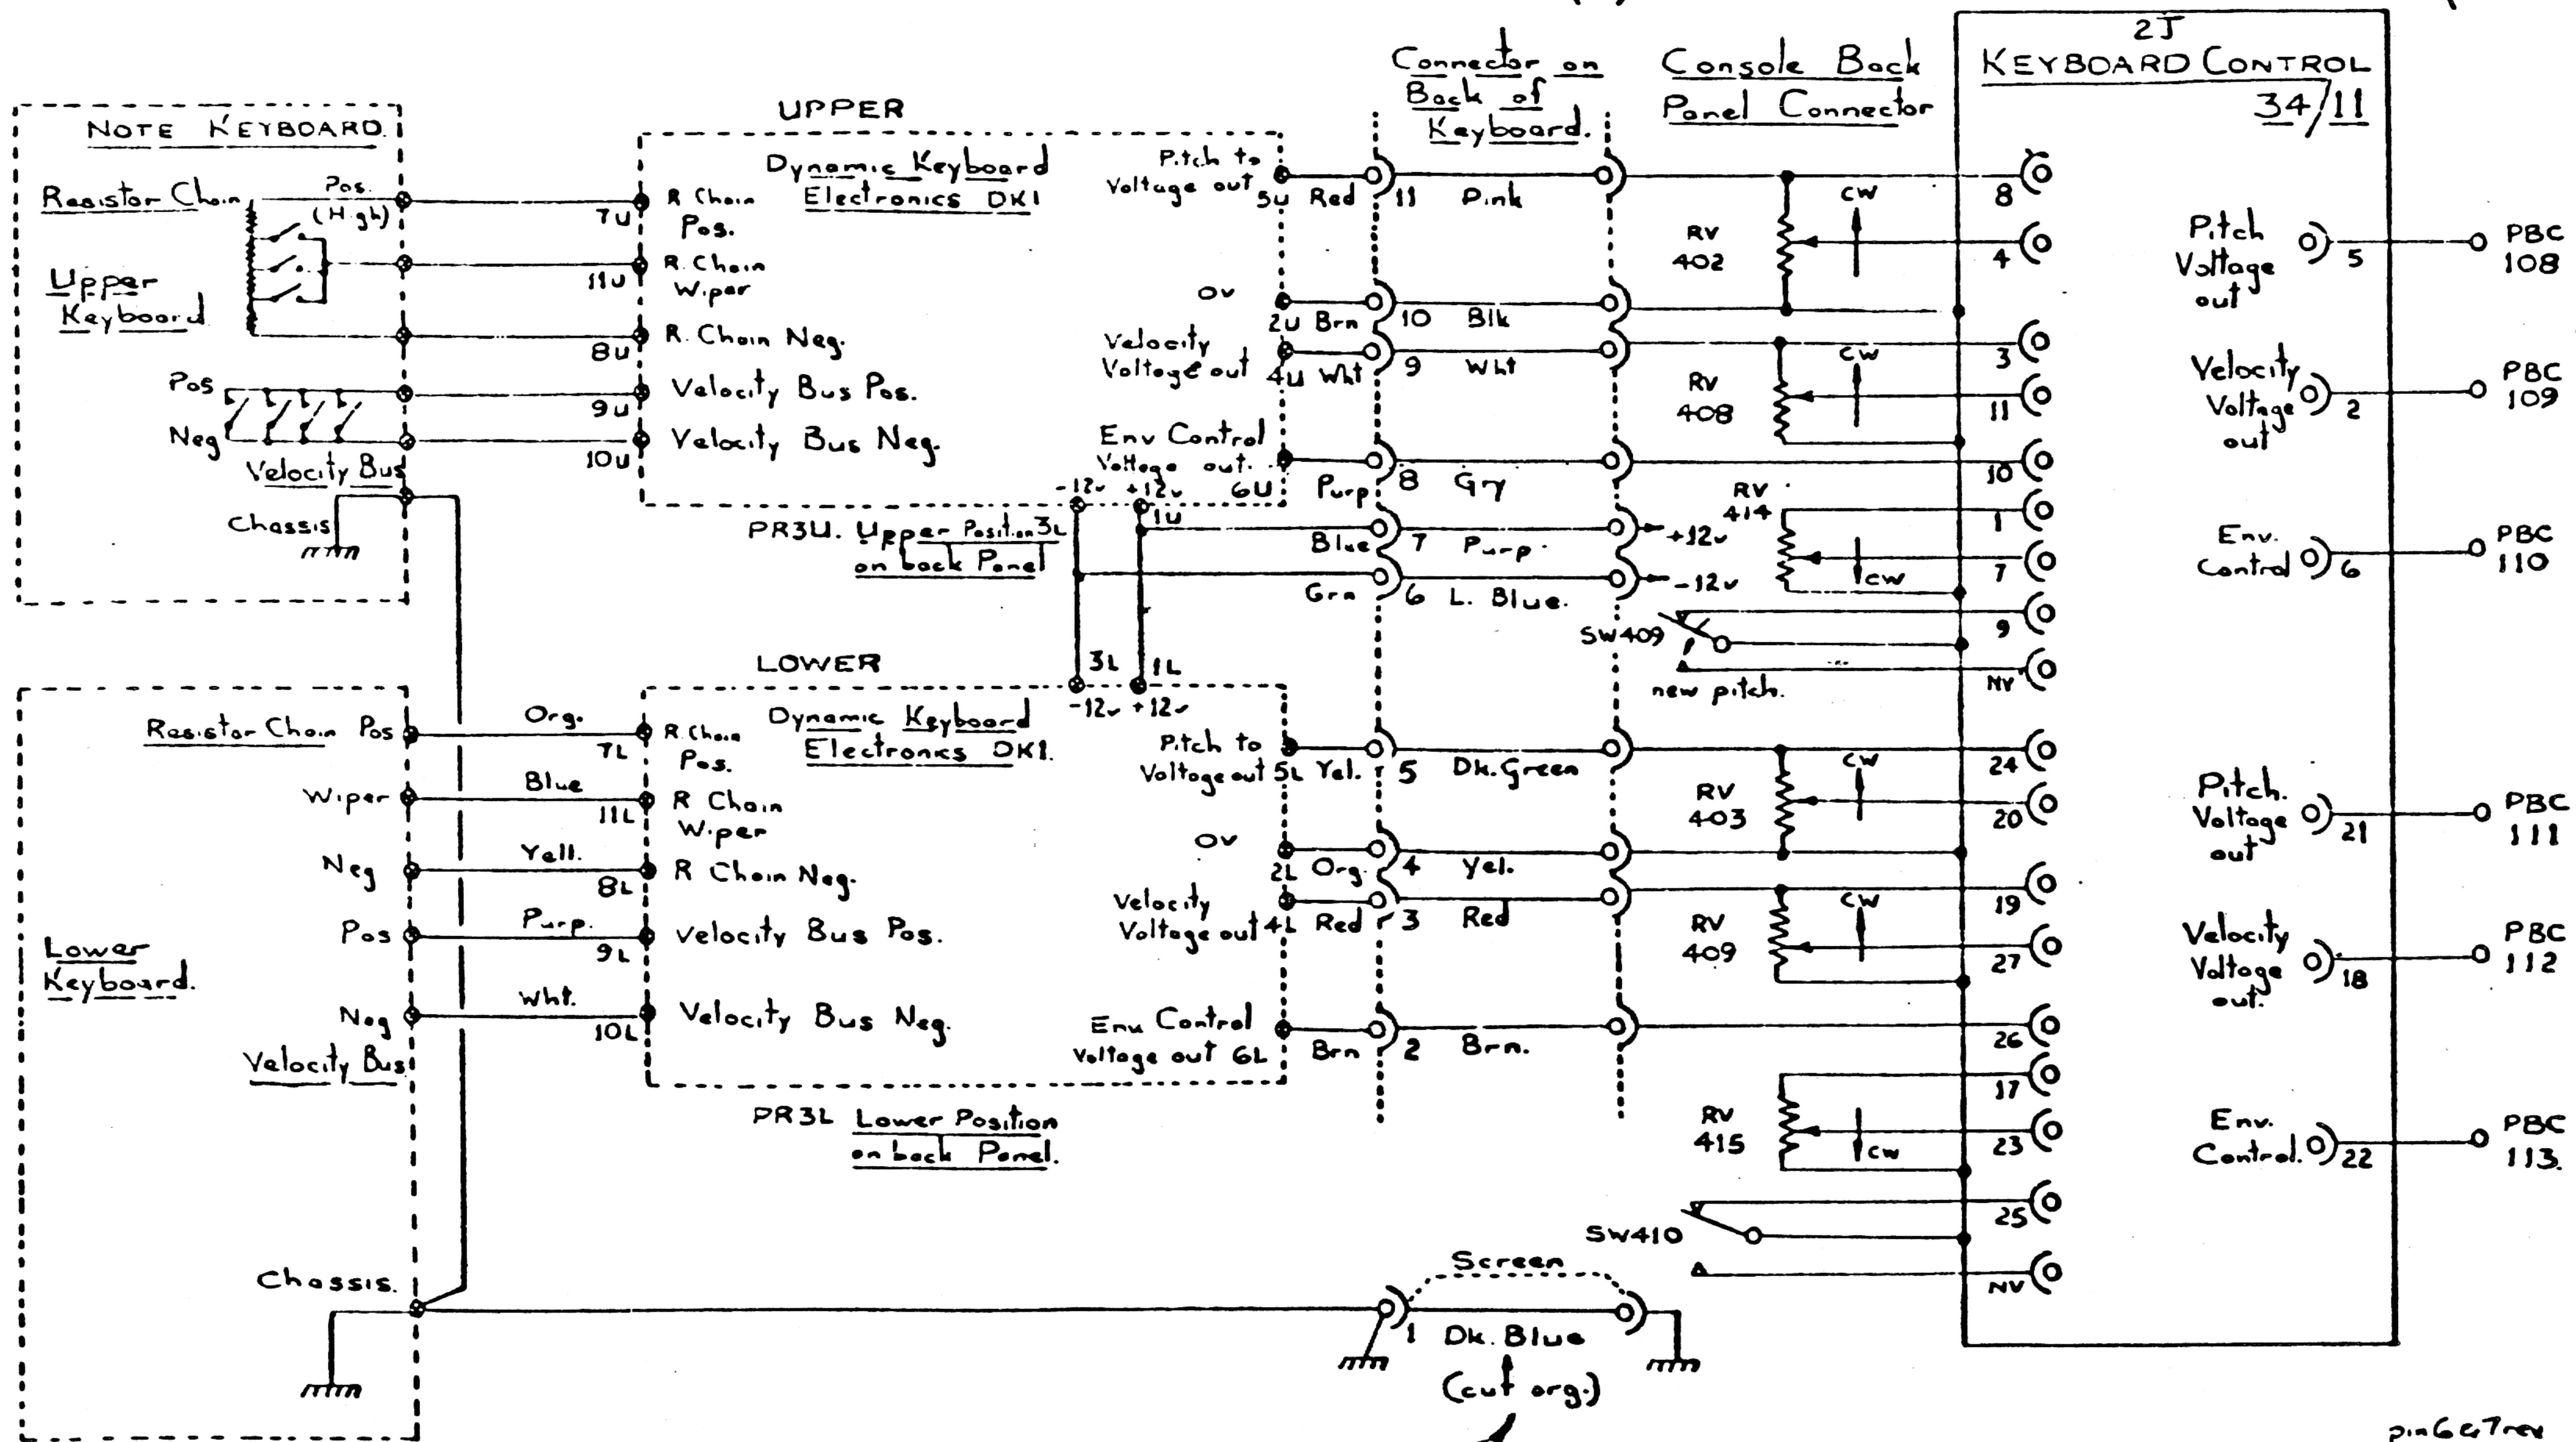 2J
KEYBOARD CONTROL
34/11
Connector on
Back of
Keyboard.
Console Back
Panel Connector
NOTE KEYBOARD.
Resistor Chain
Pos.
(High)
Upper
Keyboard
Pos
Neg
Velocity Bus
Chassis
7U
11U
8U
9U
10U
UPPER
Dynamic Keyboard
Electronics DK1
R Chain
Pos.
R. Chain
Wiper
R. Chain Neg.
Velocity Bus Pos.
Velocity Bus Neg.
Pitch to
Voltage out
5U
0V
2U
Velocity
Voltage out
4U
Env Control
Voltage out.
6U
-12v +12v
1U
3L
PR3U. Upper Position
on back Panel
Red 11 Pink
Brn 10 Blk
Wht 9 Wht
Purp 8 Gy
Blue 7 Purp.
+12v
Grn 6 L. Blue.
-12v
RV
402
CW
RV
408
CW
RV
414
CW
SW409
new pitch.
8
4
3
11
10
1
7
9
NV
Pitch
Voltage
out
5
PBC
108
Velocity
Voltage
out
2
PBC
109
Env.
Control
6
PBC
110
Resistor Chain Pos
Wiper
Neg
Pos
Neg
Velocity Bus
Lower
Keyboard.
Chassis.
Org.
7L
Blue
11L
Yell.
8L
Purp.
9L
Wht.
10L
LOWER
3L 1L
-12v +12v
Dynamic Keyboard
Electronics DK1.
R. Chain
Pos.
R Chain
Wiper
R Chain Neg.
Velocity Bus Pos.
Velocity Bus Neg.
Pitch to
Voltage out 5L
0V
2L
Velocity
Voltage out 4L
Env Control
Voltage out 6L
PR3L Lower Position
on back Panel.
Yel. 5 Dk. Green
Org. 4 Yel.
Red 3 Red
Brn 2 Brn.
RV
403
CW
RV
409
CW
RV
415
CW
SW410
24
20
19
27
26
17
23
25
NV
Pitch.
Voltage
out
21
PBC
111
Velocity
Voltage
out.
18
PBC
112
Env.
Control.
22
PBC
113.
Screen
1 Dk. Blue
(cut org.)
pin 6 & 7 rev